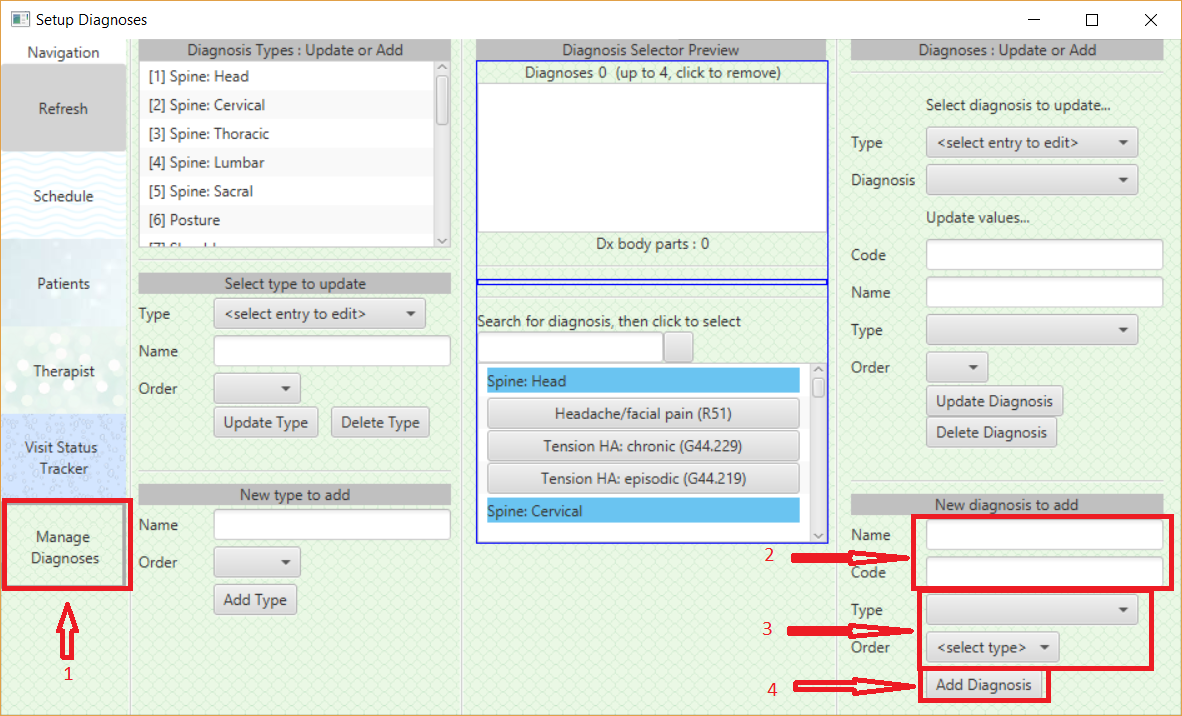 Setup Diagnoses
Navigation
Refresh
Schedule
Patients
Therapist
Visit Status
Tracker
Manage
Diagnoses
1
Diagnosis Types : Update or Add
[1] Spine: Head
[2] Spine: Cervical
[3] Spine: Thoracic
[4] Spine: Lumbar
[5] Spine: Sacral
[6] Posture
Select type to update
Type <select entry to edit>
Name
Order
Update Type Delete Type
New type to add
Name
Order
Add Type
Diagnosis Selector Preview
Diagnoses 0 (up to 4, click to remove)
Dx body parts : 0
Search for diagnosis, then click to select
Spine: Head
Headache/facial pain (R51)
Tension HA: chronic (G44.229)
Tension HA: episodic (G44.219)
Spine: Cervical
Diagnoses : Update or Add
Select diagnosis to update...
Type <select entry to edit>
Diagnosis
Update values...
Code
Name
Type
Order
Update Diagnosis
Delete Diagnosis
New diagnosis to add
Name
2
Code
Type
3
Order <select type>
4 Add Diagnosis